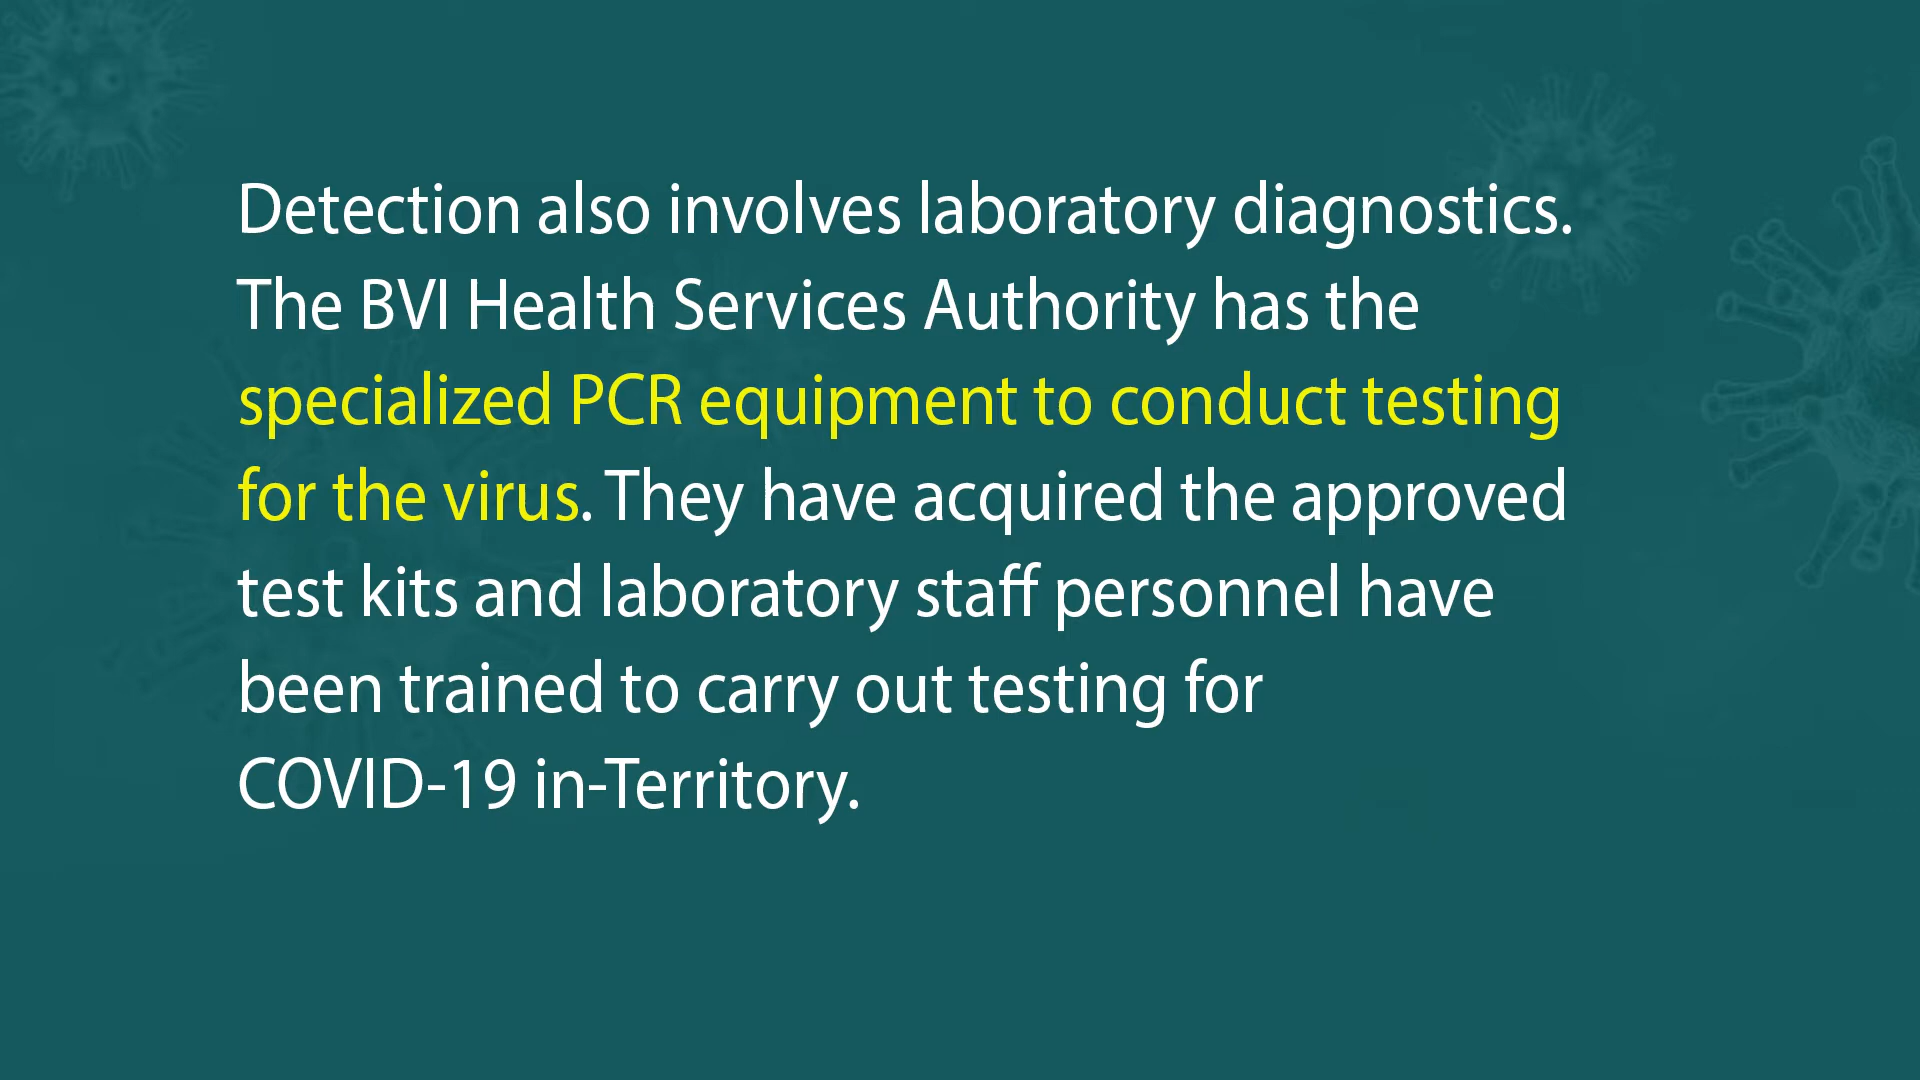 Detection also involves laboratory diagnostics.
The BVI Health Services Authority has the
specialized PCR equipment to conduct testing
for the virus. They have acquired the approved
test kits and laboratory staff personnel have
been trained to carry out testing for
COVID-19 in-Territory.